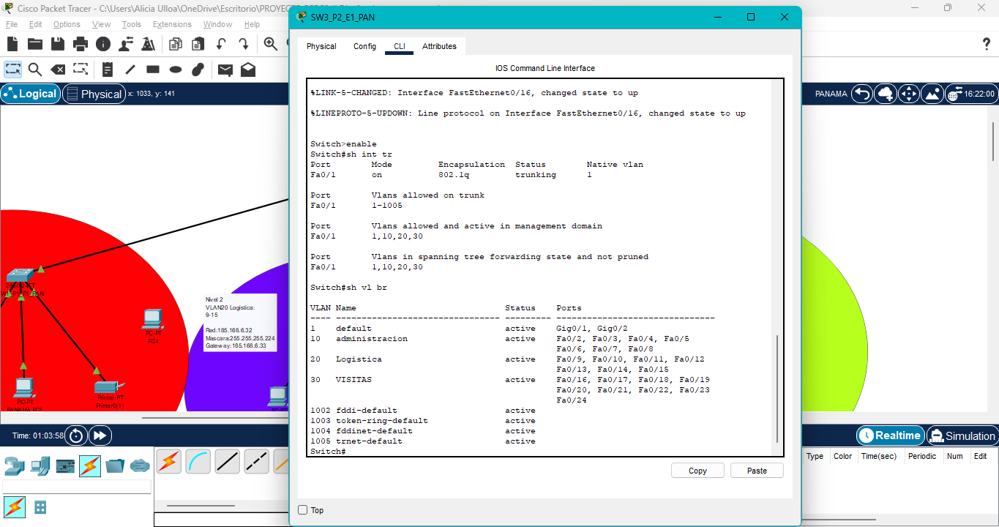 Cisco Packet Tracer - C:\Users\Alicia Ulloa\OneDrive\Escritorio\PROYEC
File Edit Options View Tools Extensions Window Help
Logical Physical x: 1033, y: 141
PANAMA 16:22:00
SW3_P2_E1_PAN
Physical Config CLI Attributes
IOS Command Line Interface
%LINK-5-CHANGED: Interface FastEthernet0/16, changed state to up
%LINEPROTO-5-UPDOWN: Line protocol on Interface FastEthernet0/16, changed state to up
Switch>enable
Switch#sh int tr
Port Mode Encapsulation Status Native vlan
Fa0/1 on 802.1q trunking 1
Port Vlans allowed on trunk
Fa0/1 1-1005
Port Vlans allowed and active in management domain
Fa0/1 1,10,20,30
Port Vlans in spanning tree forwarding state and not pruned
Fa0/1 1,10,20,30
Switch#sh vl br
VLAN Name Status Ports
---- -------------------------------- --------- -------------------------------
1 default active Gig0/1, Gig0/2
10 administracion active Fa0/2, Fa0/3, Fa0/4, Fa0/5
Fa0/6, Fa0/7, Fa0/8
20 Logistica active Fa0/9, Fa0/10, Fa0/11, Fa0/12
Fa0/13, Fa0/14, Fa0/15
30 VISITAS active Fa0/16, Fa0/17, Fa0/18, Fa0/19
Fa0/20, Fa0/21, Fa0/22, Fa0/23
Fa0/24
1002 fddi-default active
1003 token-ring-default active
1004 fddinet-default active
1005 trnet-default active
Switch#
Copy Paste
Top
Nivel 2
VLAN20 Logistica:
9-15
Red:185.168.6.32
Mascara:255.255.255.224
Gateway:185.168.6.33
PC-PT
PC4
PC-PT
PANAMA PC2
Printer-PT
Printer0(1)
PC-PT
Time: 01:03:58
Realtime Simulation
Type Color Time(sec) Periodic Num Edit